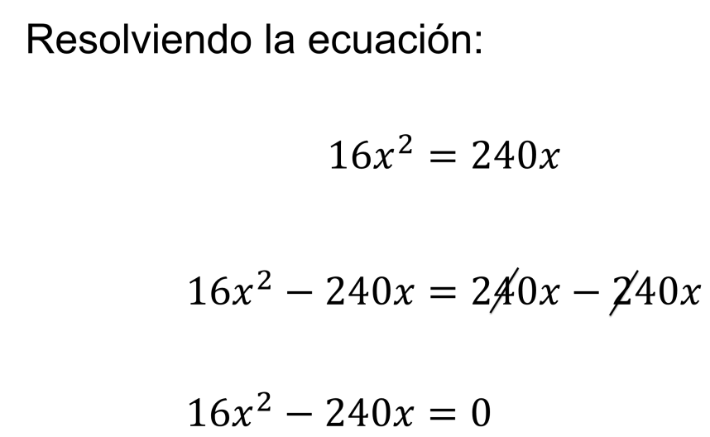 Resolviendo la ecuación:
16x² = 240x
16x² − 240x = 240x − 240x
16x² − 240x = 0